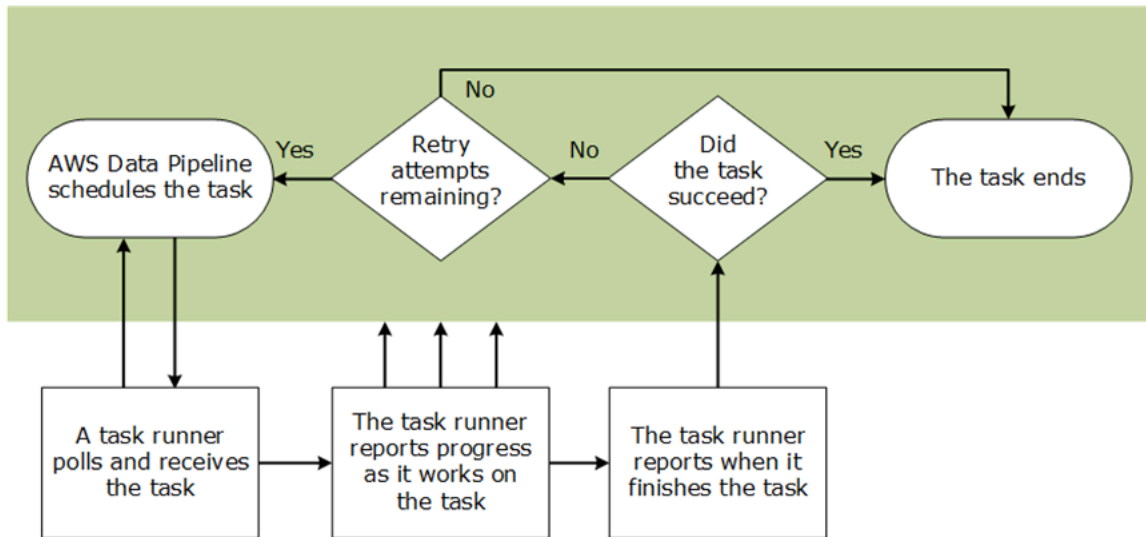 No
AWS Data Pipeline
schedules the task
Yes
Retry
attempts
remaining?
No
Did
the task
succeed?
Yes
The task ends
A task runner
polls and receives
the task
The task runner
reports progress
as it works on
the task
The task runner
reports when it
finishes the task